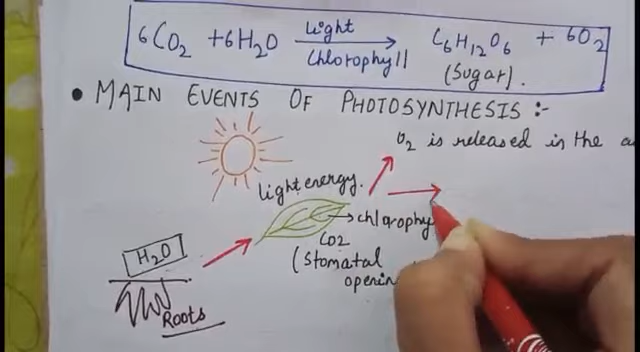 6CO2 + 6H2O Light Chlorophyll C6H12O6 + 6O2
(Sugar).
• MAIN EVENTS OF PHOTOSYNTHESIS :-
O2 is released in the
light energy.
chlorophy
H2O
CO2
(Stomatal
openin
Roots